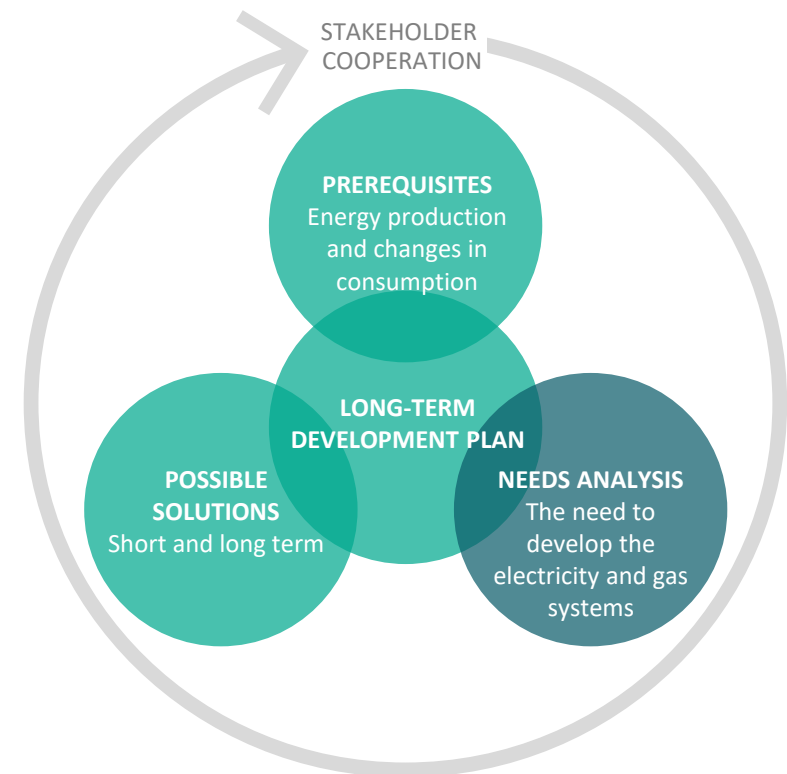 STAKEHOLDER
COOPERATION
PREREQUISITES
Energy production
and changes in
consumption
LONG-TERM
DEVELOPMENT PLAN
POSSIBLE
SOLUTIONS
Short and long term
NEEDS ANALYSIS
The need to
develop the
electricity and gas
systems